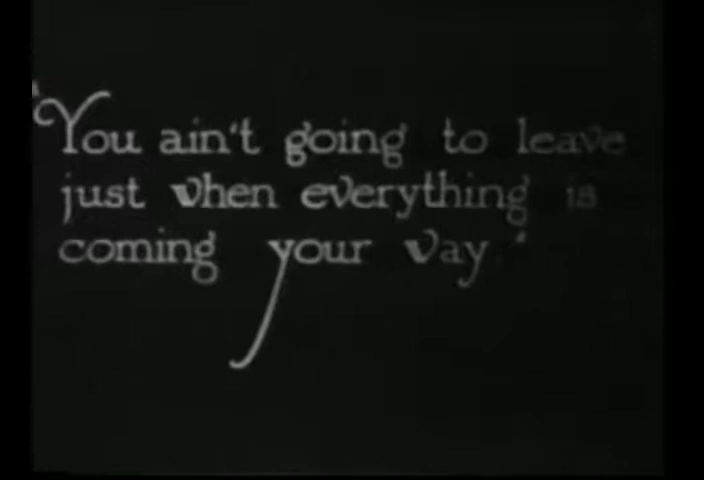 "You ain't going to leave
just when everything is
coming your way."